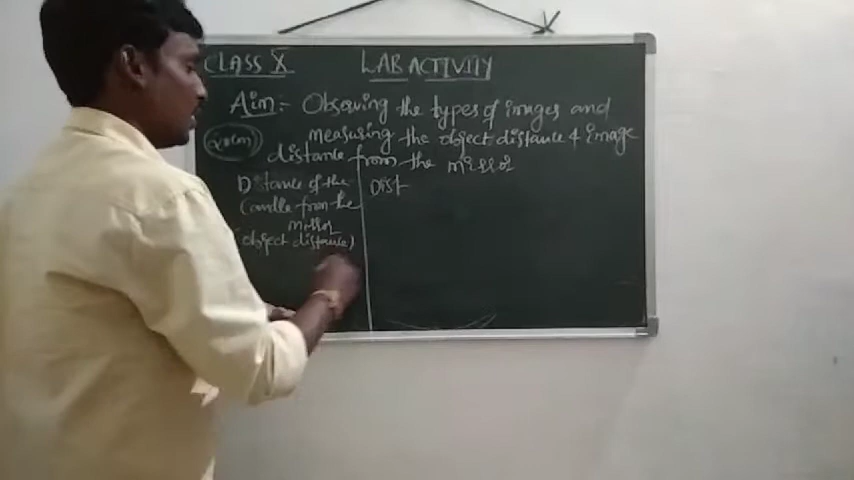 CLASS X
LAB ACTIVITY
Aim:- Observing the types of images and
measuring the object distance & image
distance from the mirror
Distance of the
Candle from the
mirror
(object distance)
Dist